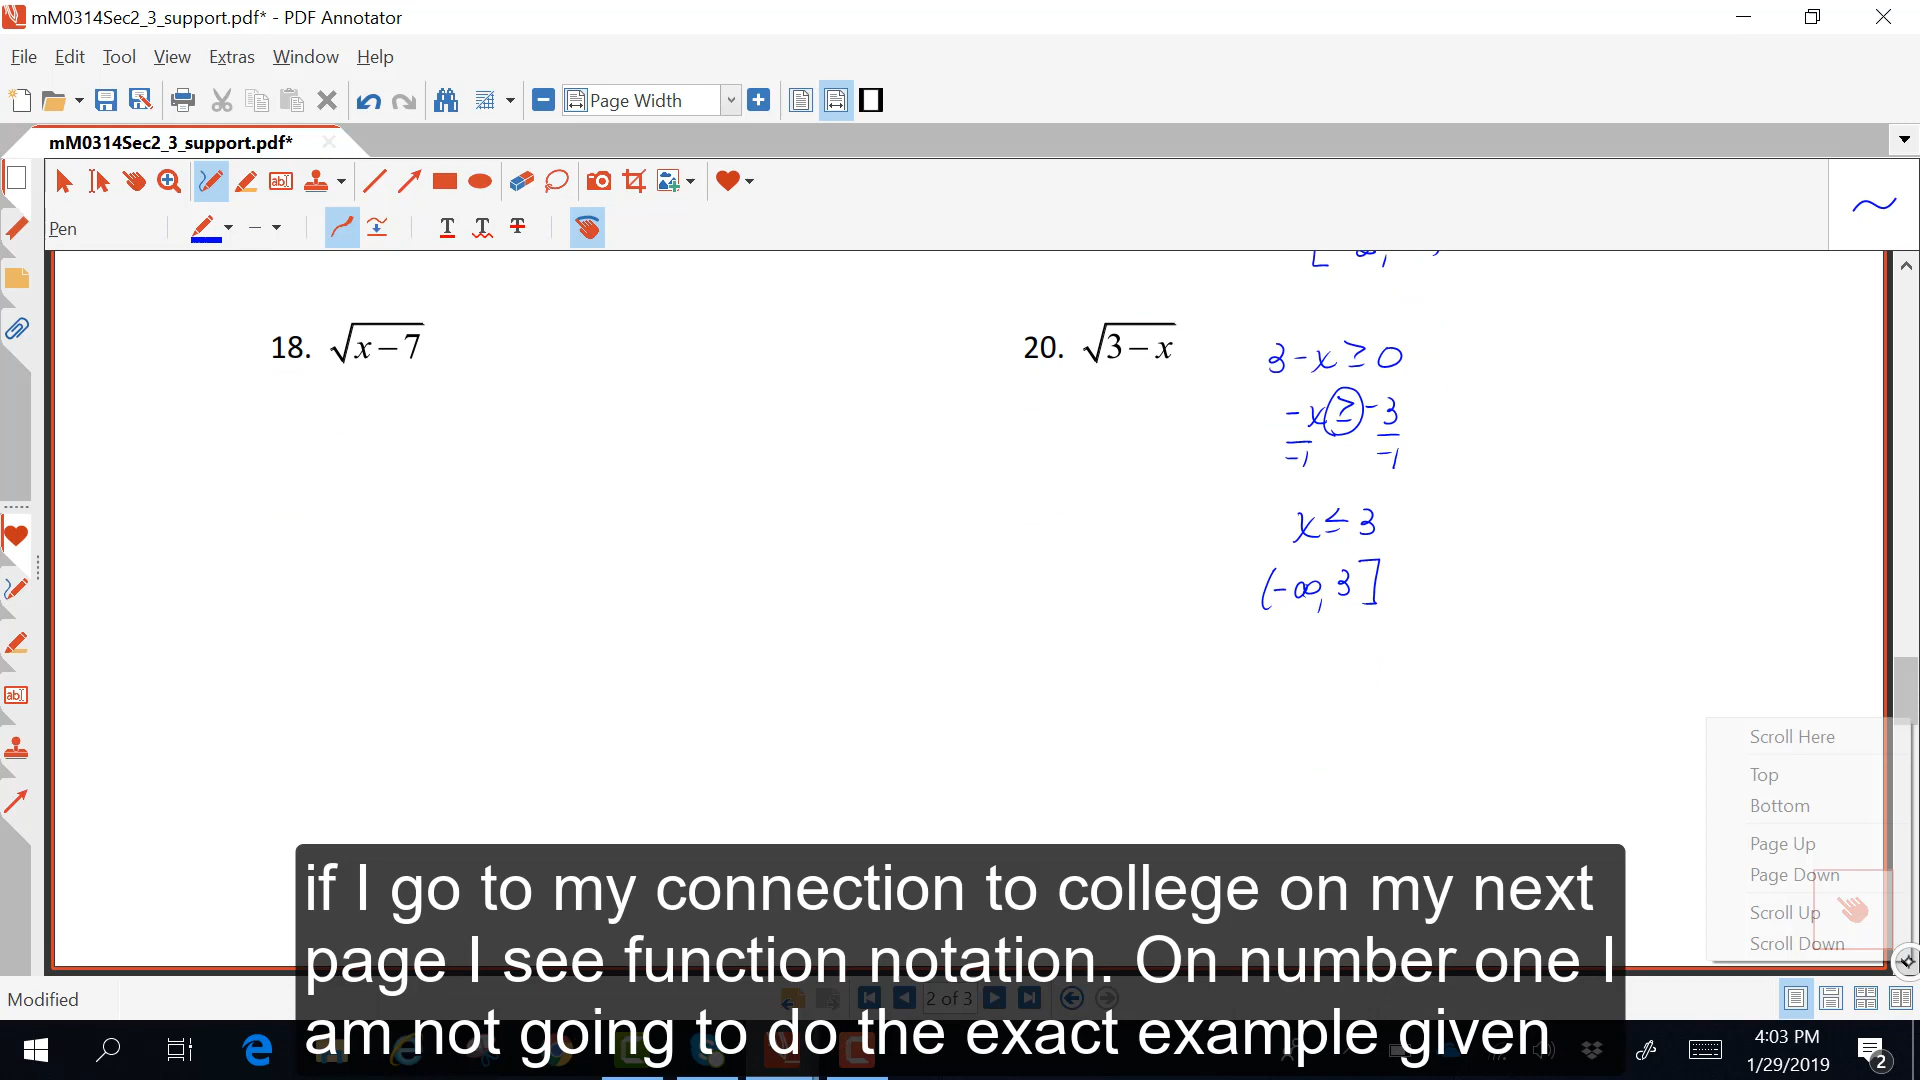 mM0314Sec2_3_support.pdf* - PDF Annotator
File Edit Tool View Extras Window Help
Page Width
mM0314Sec2_3_support.pdf*
Pen
18. √x – 7
20. √3 – x
3 - x ≥ 0
-x ≥ -3
-1 -1
x ≤ 3
(-∞, 3]
Scroll Here
Top
Bottom
Page Up
Page Down
Scroll Up
Scroll Down
if I go to my connection to college on my next
page I see function notation. On number one I
am not going to do the exact example given
Modified
2 of 3
4:03 PM
1/29/2019
2